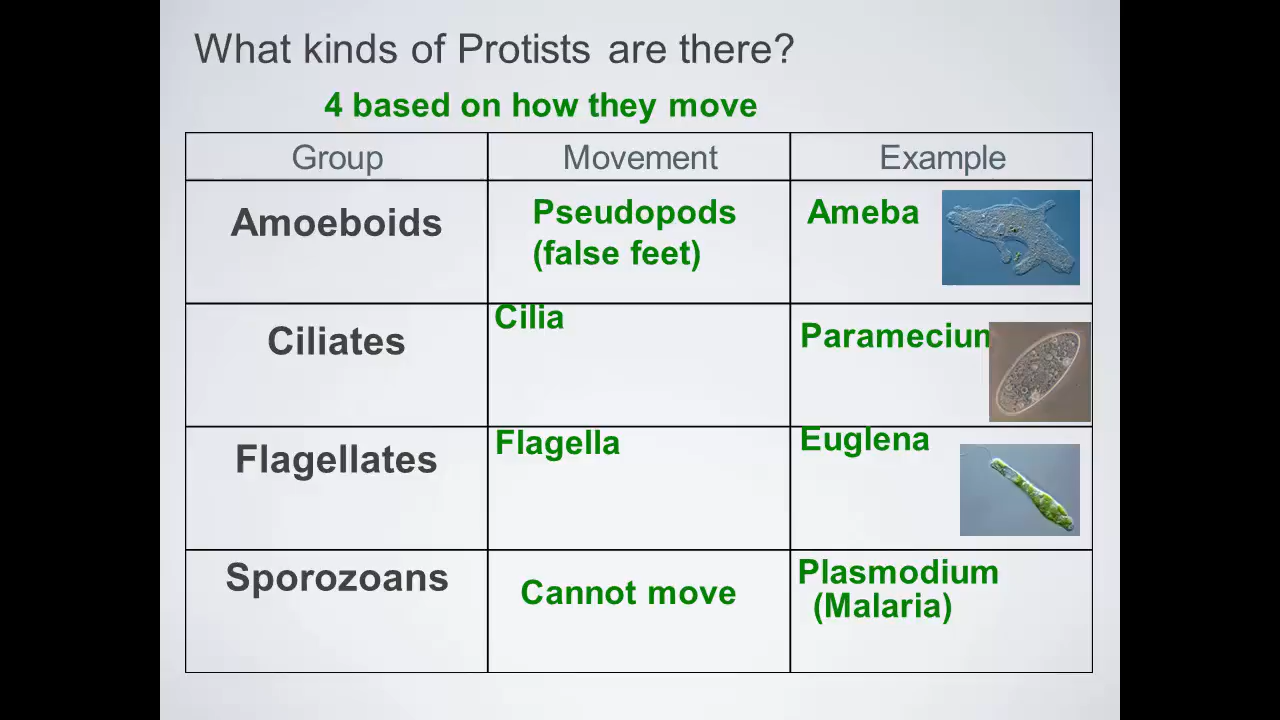 What kinds of Protists are there?
4 based on how they move
Group Movement Example
Amoeboids
Pseudopods
(false feet)
Ameba
Ciliates
Cilia
Parameciun
Flagellates
Flagella
Euglena
Sporozoans
Cannot move
Plasmodium
(Malaria)